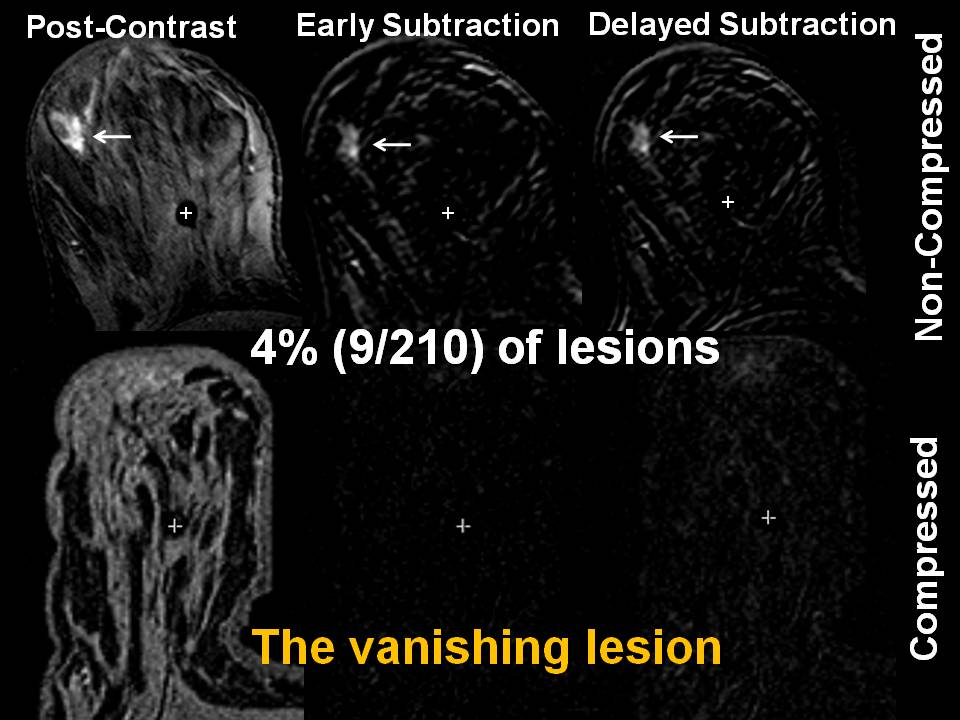 Post-Contrast
Early Subtraction
Delayed Subtraction
Non-Compressed
4% (9/210) of lesions
Compressed
The vanishing lesion